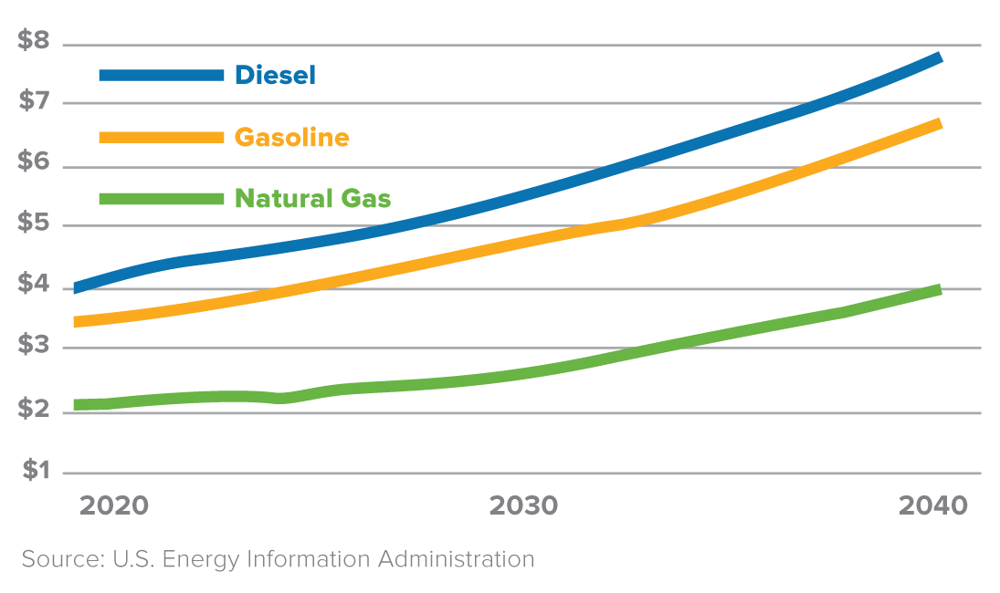 $8
Diesel
$7
Gasoline
$6
Natural Gas
$5
$4
$3
$2
$1
2020 2030 2040
Source: U.S. Energy Information Administration